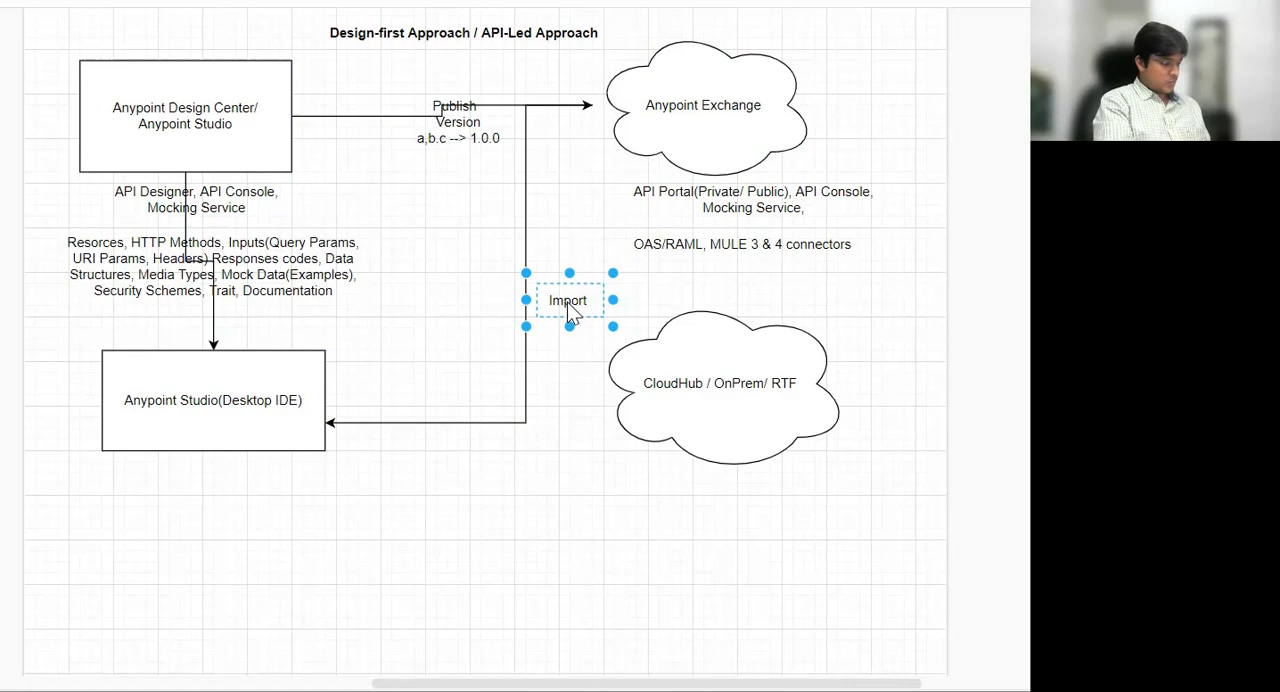 Design-first Approach / API-Led Approach
Anypoint Design Center/
Anypoint Studio
Publish
Version
a,b.c --> 1.0.0
Anypoint Exchange
API Designer, API Console,
Mocking Service
API Portal(Private/ Public), API Console,
Mocking Service,
Resorces, HTTP Methods, Inputs(Query Params,
URI Params, Headers) Responses codes, Data
Structures, Media Types, Mock Data(Examples),
Security Schemes, Trait, Documentation
OAS/RAML, MULE 3 & 4 connectors
Import
Anypoint Studio(Desktop IDE)
CloudHub / OnPrem/ RTF